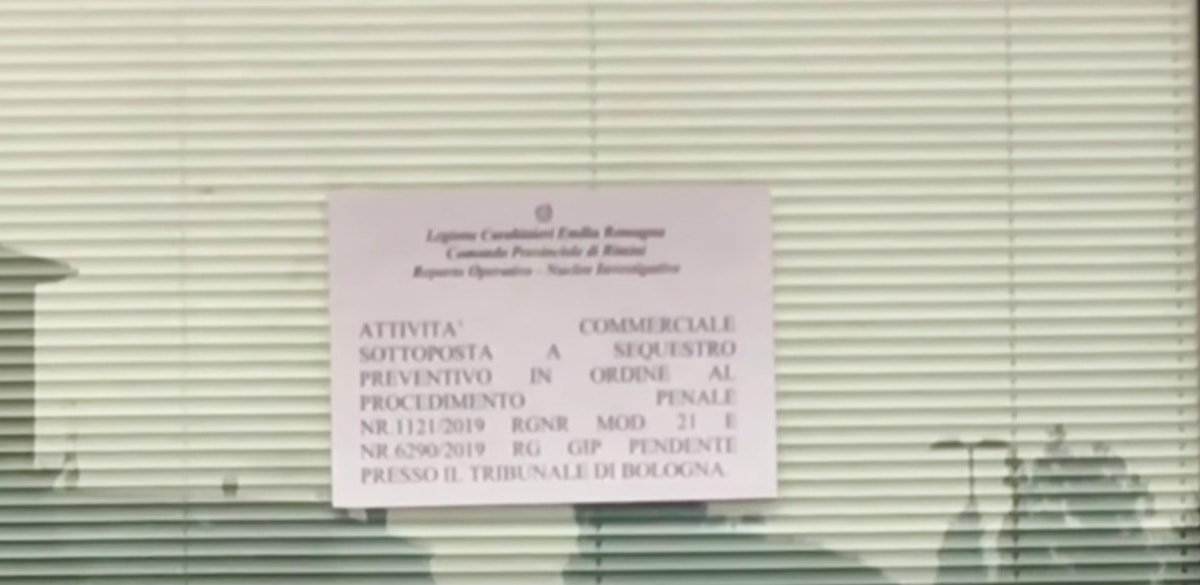 Legione Carabinieri Emilia Romagna
Comando Provinciale di Rimini
Reparto Operativo - Nucleo Investigativo
ATTIVITA' COMMERCIALE
SOTTOPOSTA A SEQUESTRO
PREVENTIVO IN ORDINE AL
PROCEDIMENTO PENALE
NR.1121/2019 RGNR MOD 21 E
NR.6290/2019 RG GIP PENDENTE
PRESSO IL TRIBUNALE DI BOLOGNA.